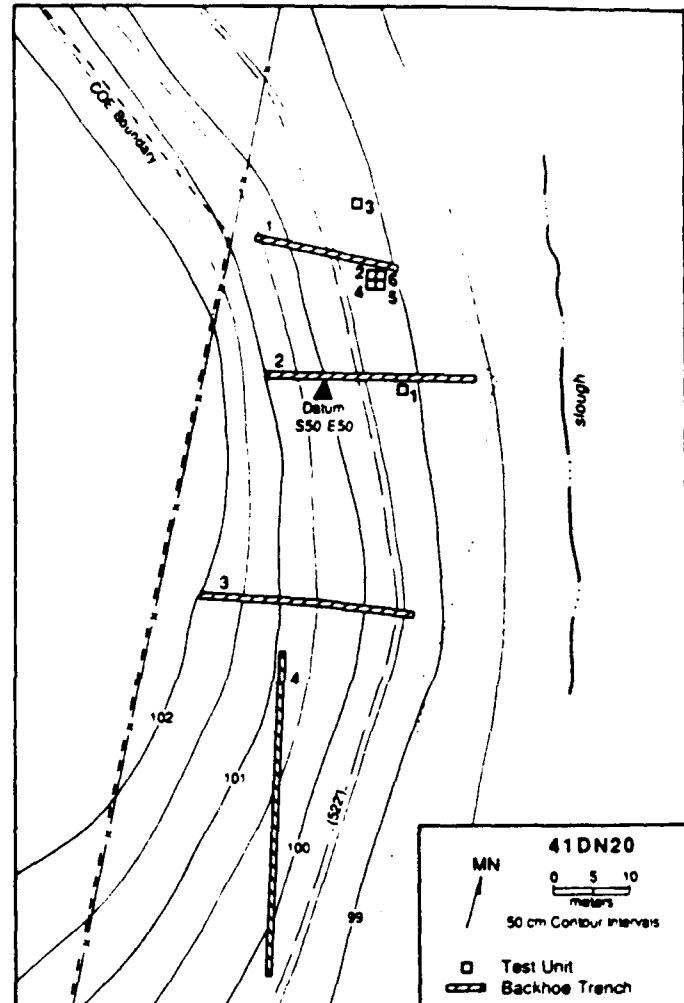 COE Boundary
3
1
2 6
4 5
2
1
Datum
S50 E50
slough
3
4
102
101
100
(522')
99
41DN20
MN
0 5 10
meters
50 cm Contour Intervals
Test Unit
Backhoe Trench